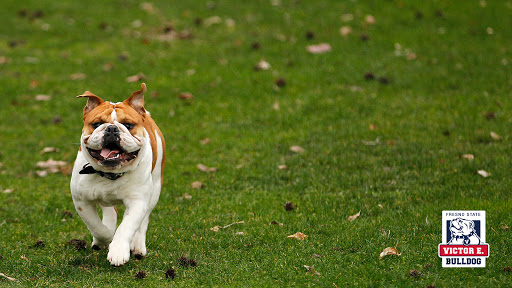 FRESNO STATE
VICTOR E.
BULLDOG